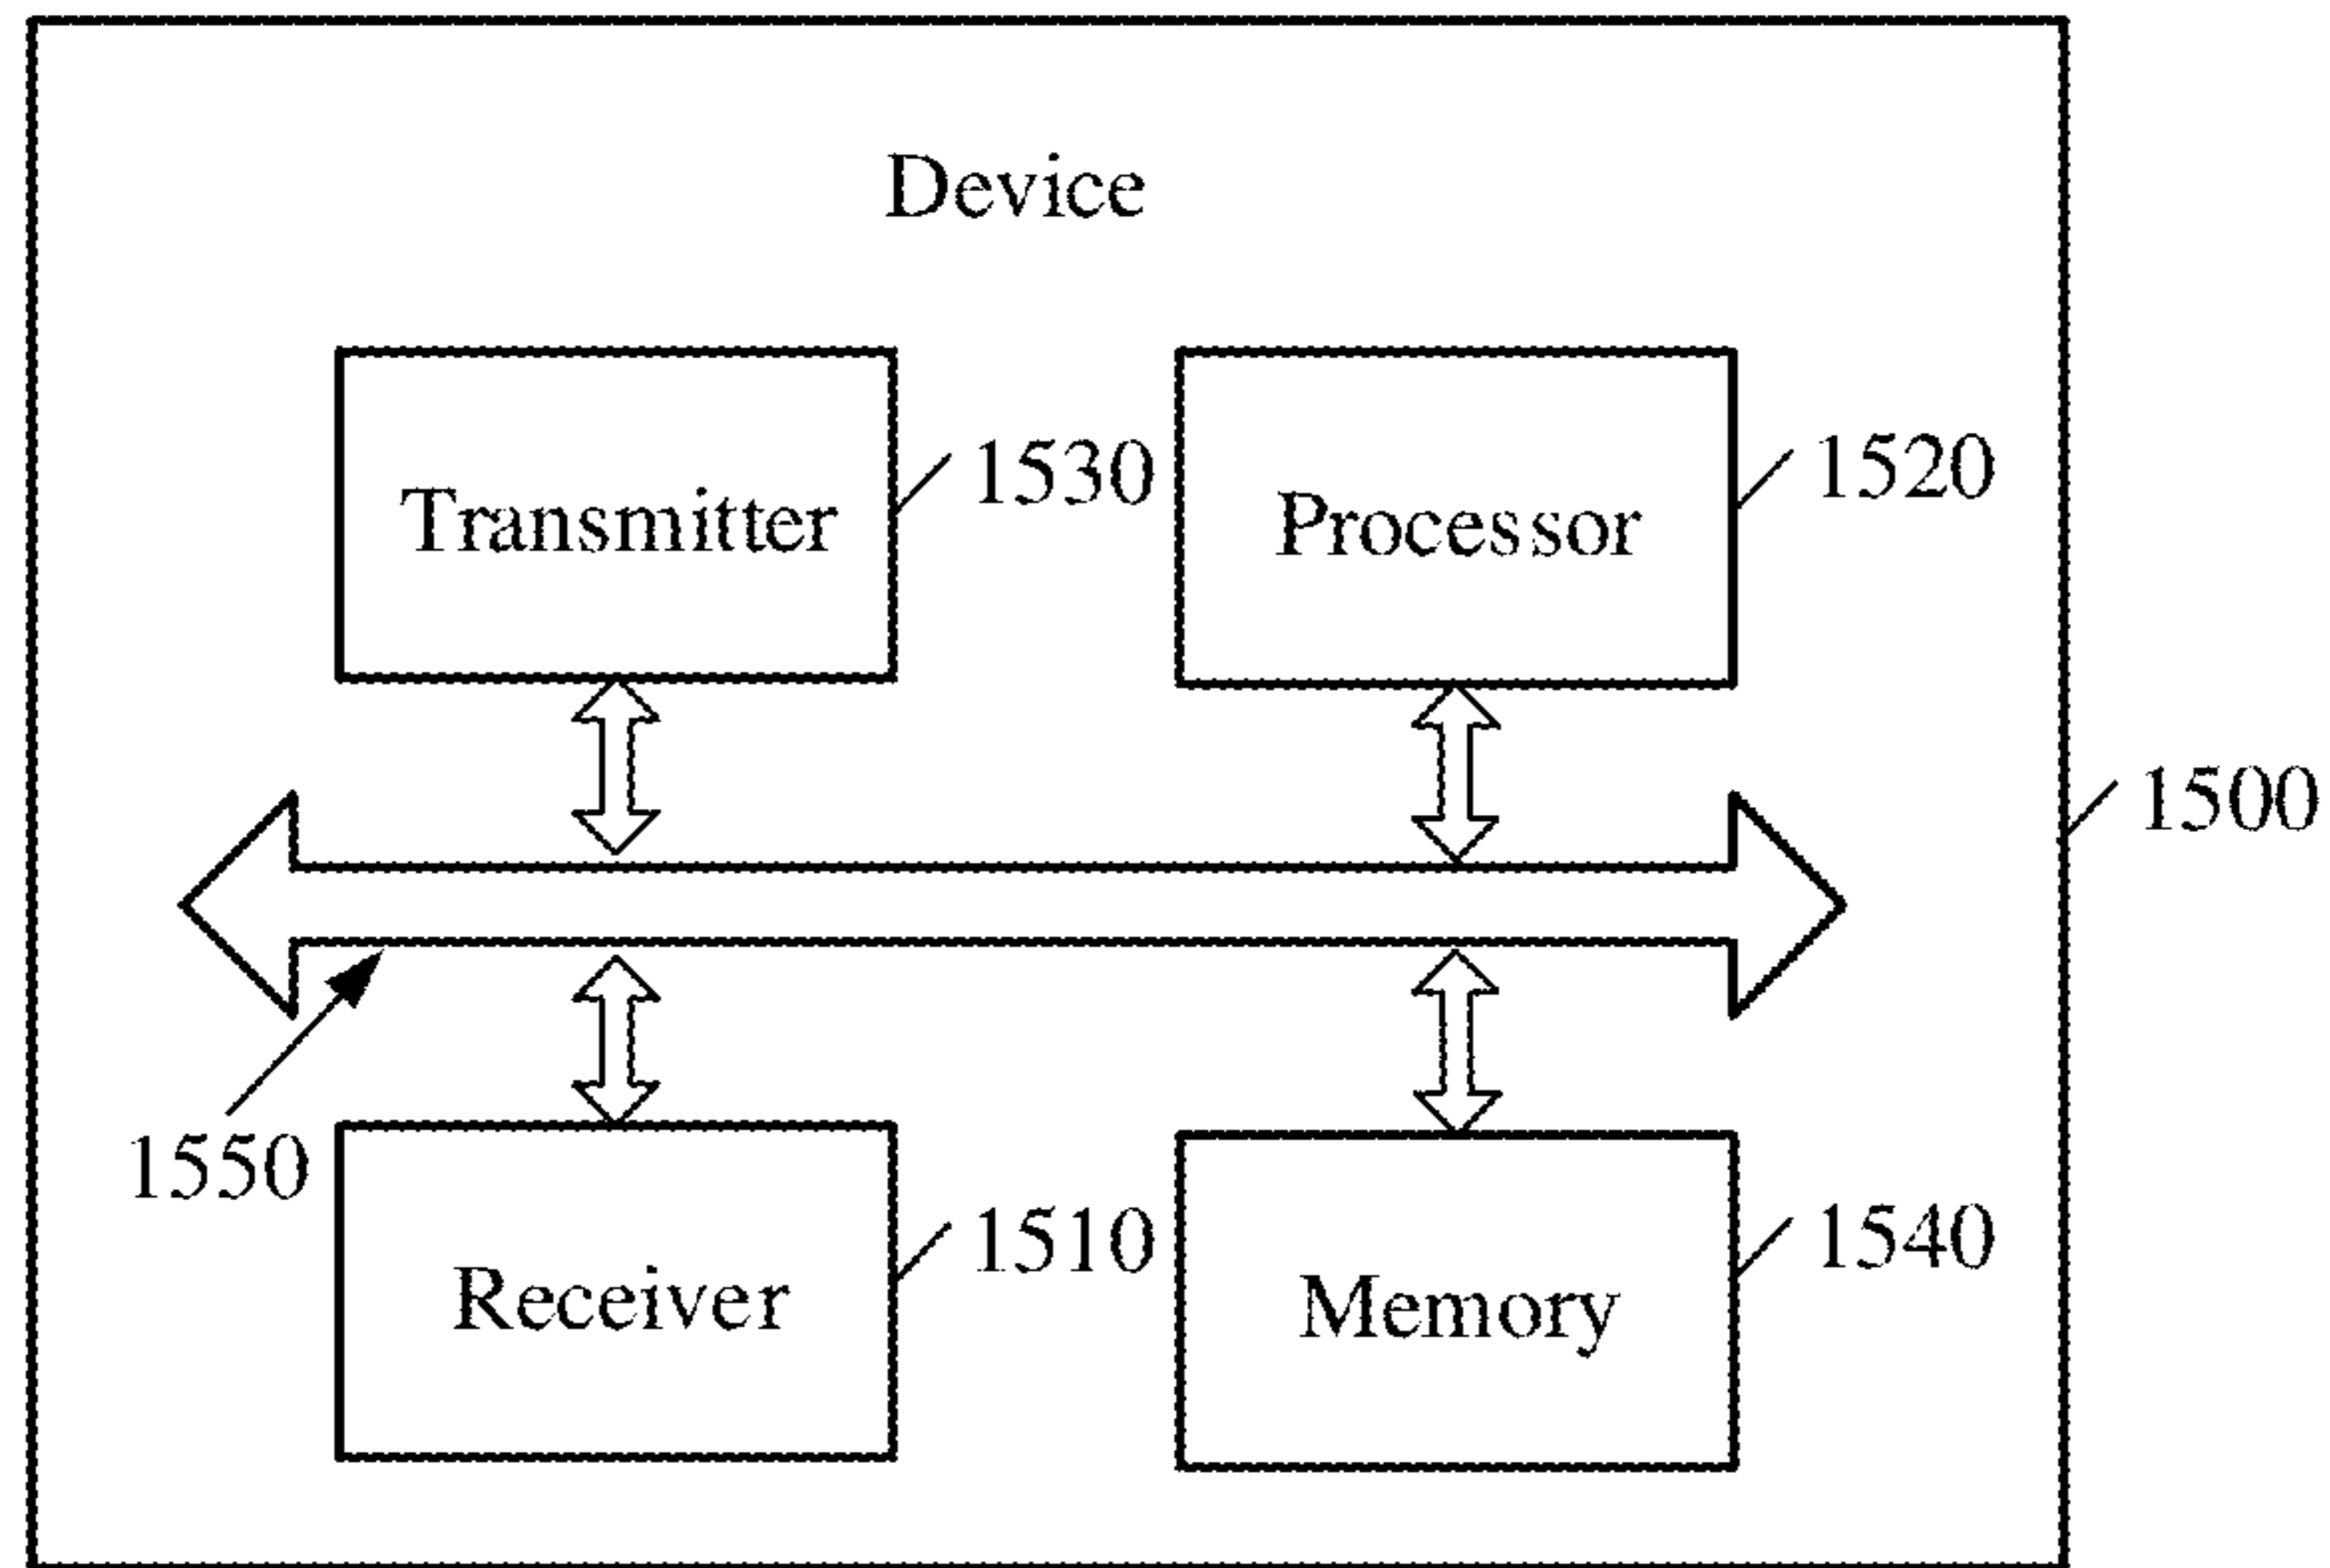 Device
Transmitter
1530
Processor
1520
1500
1550
Receiver
1510
Memory
1540